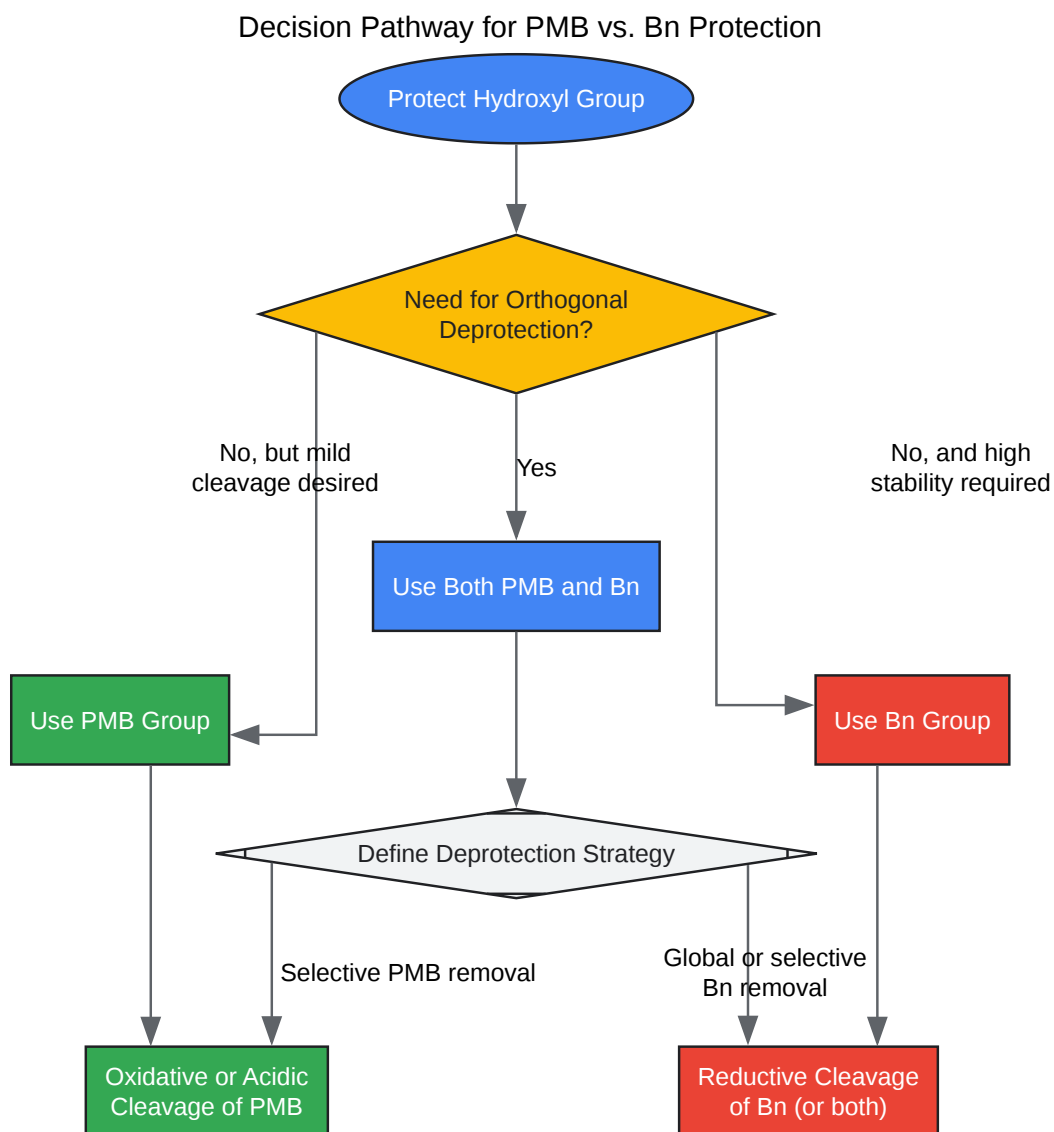 Decision Pathway for PMB vs. Bn Protection
Protect Hydroxyl Group
Need for Orthogonal
Deprotection?
No, but mild
cleavage desired
Yes
No, and high
stability required
Use Both PMB and Bn
Use PMB Group
Use Bn Group
Define Deprotection Strategy
Selective PMB removal
Global or selective
Bn removal
Oxidative or Acidic
Cleavage of PMB
Reductive Cleavage
of Bn (or both)